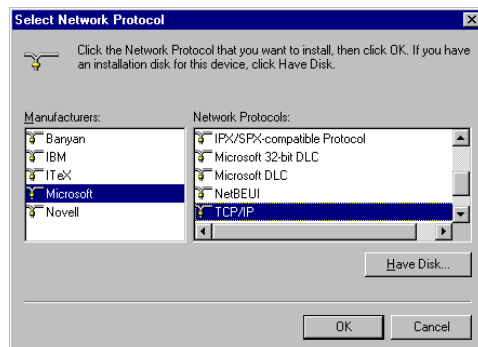 Select Network Protocol
Click the Network Protocol that you want to install, then click OK. If you have
an installation disk for this device, click Have Disk.
Manufacturers:
Banyan
IBM
ITeX
Microsoft
Novell
Network Protocols:
IPX/SPX-compatible Protocol
Microsoft 32-bit DLC
Microsoft DLC
NetBEUI
TCP/IP
Have Disk...
OK
Cancel